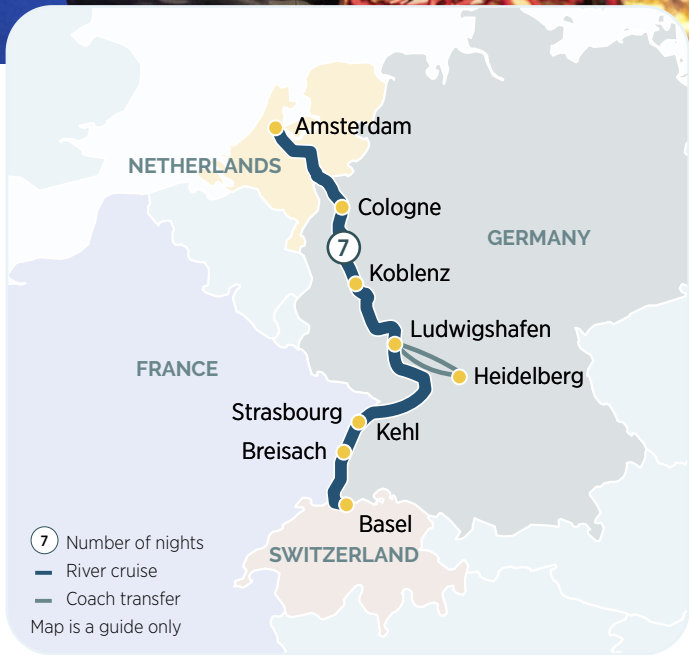 Amsterdam
NETHERLANDS
Cologne
GERMANY
7
Koblenz
Ludwigshafen
FRANCE
Heidelberg
Strasbourg
Kehl
Breisach
Basel
SWITZERLAND
7 Number of nights
River cruise
Coach transfer
Map is a guide only